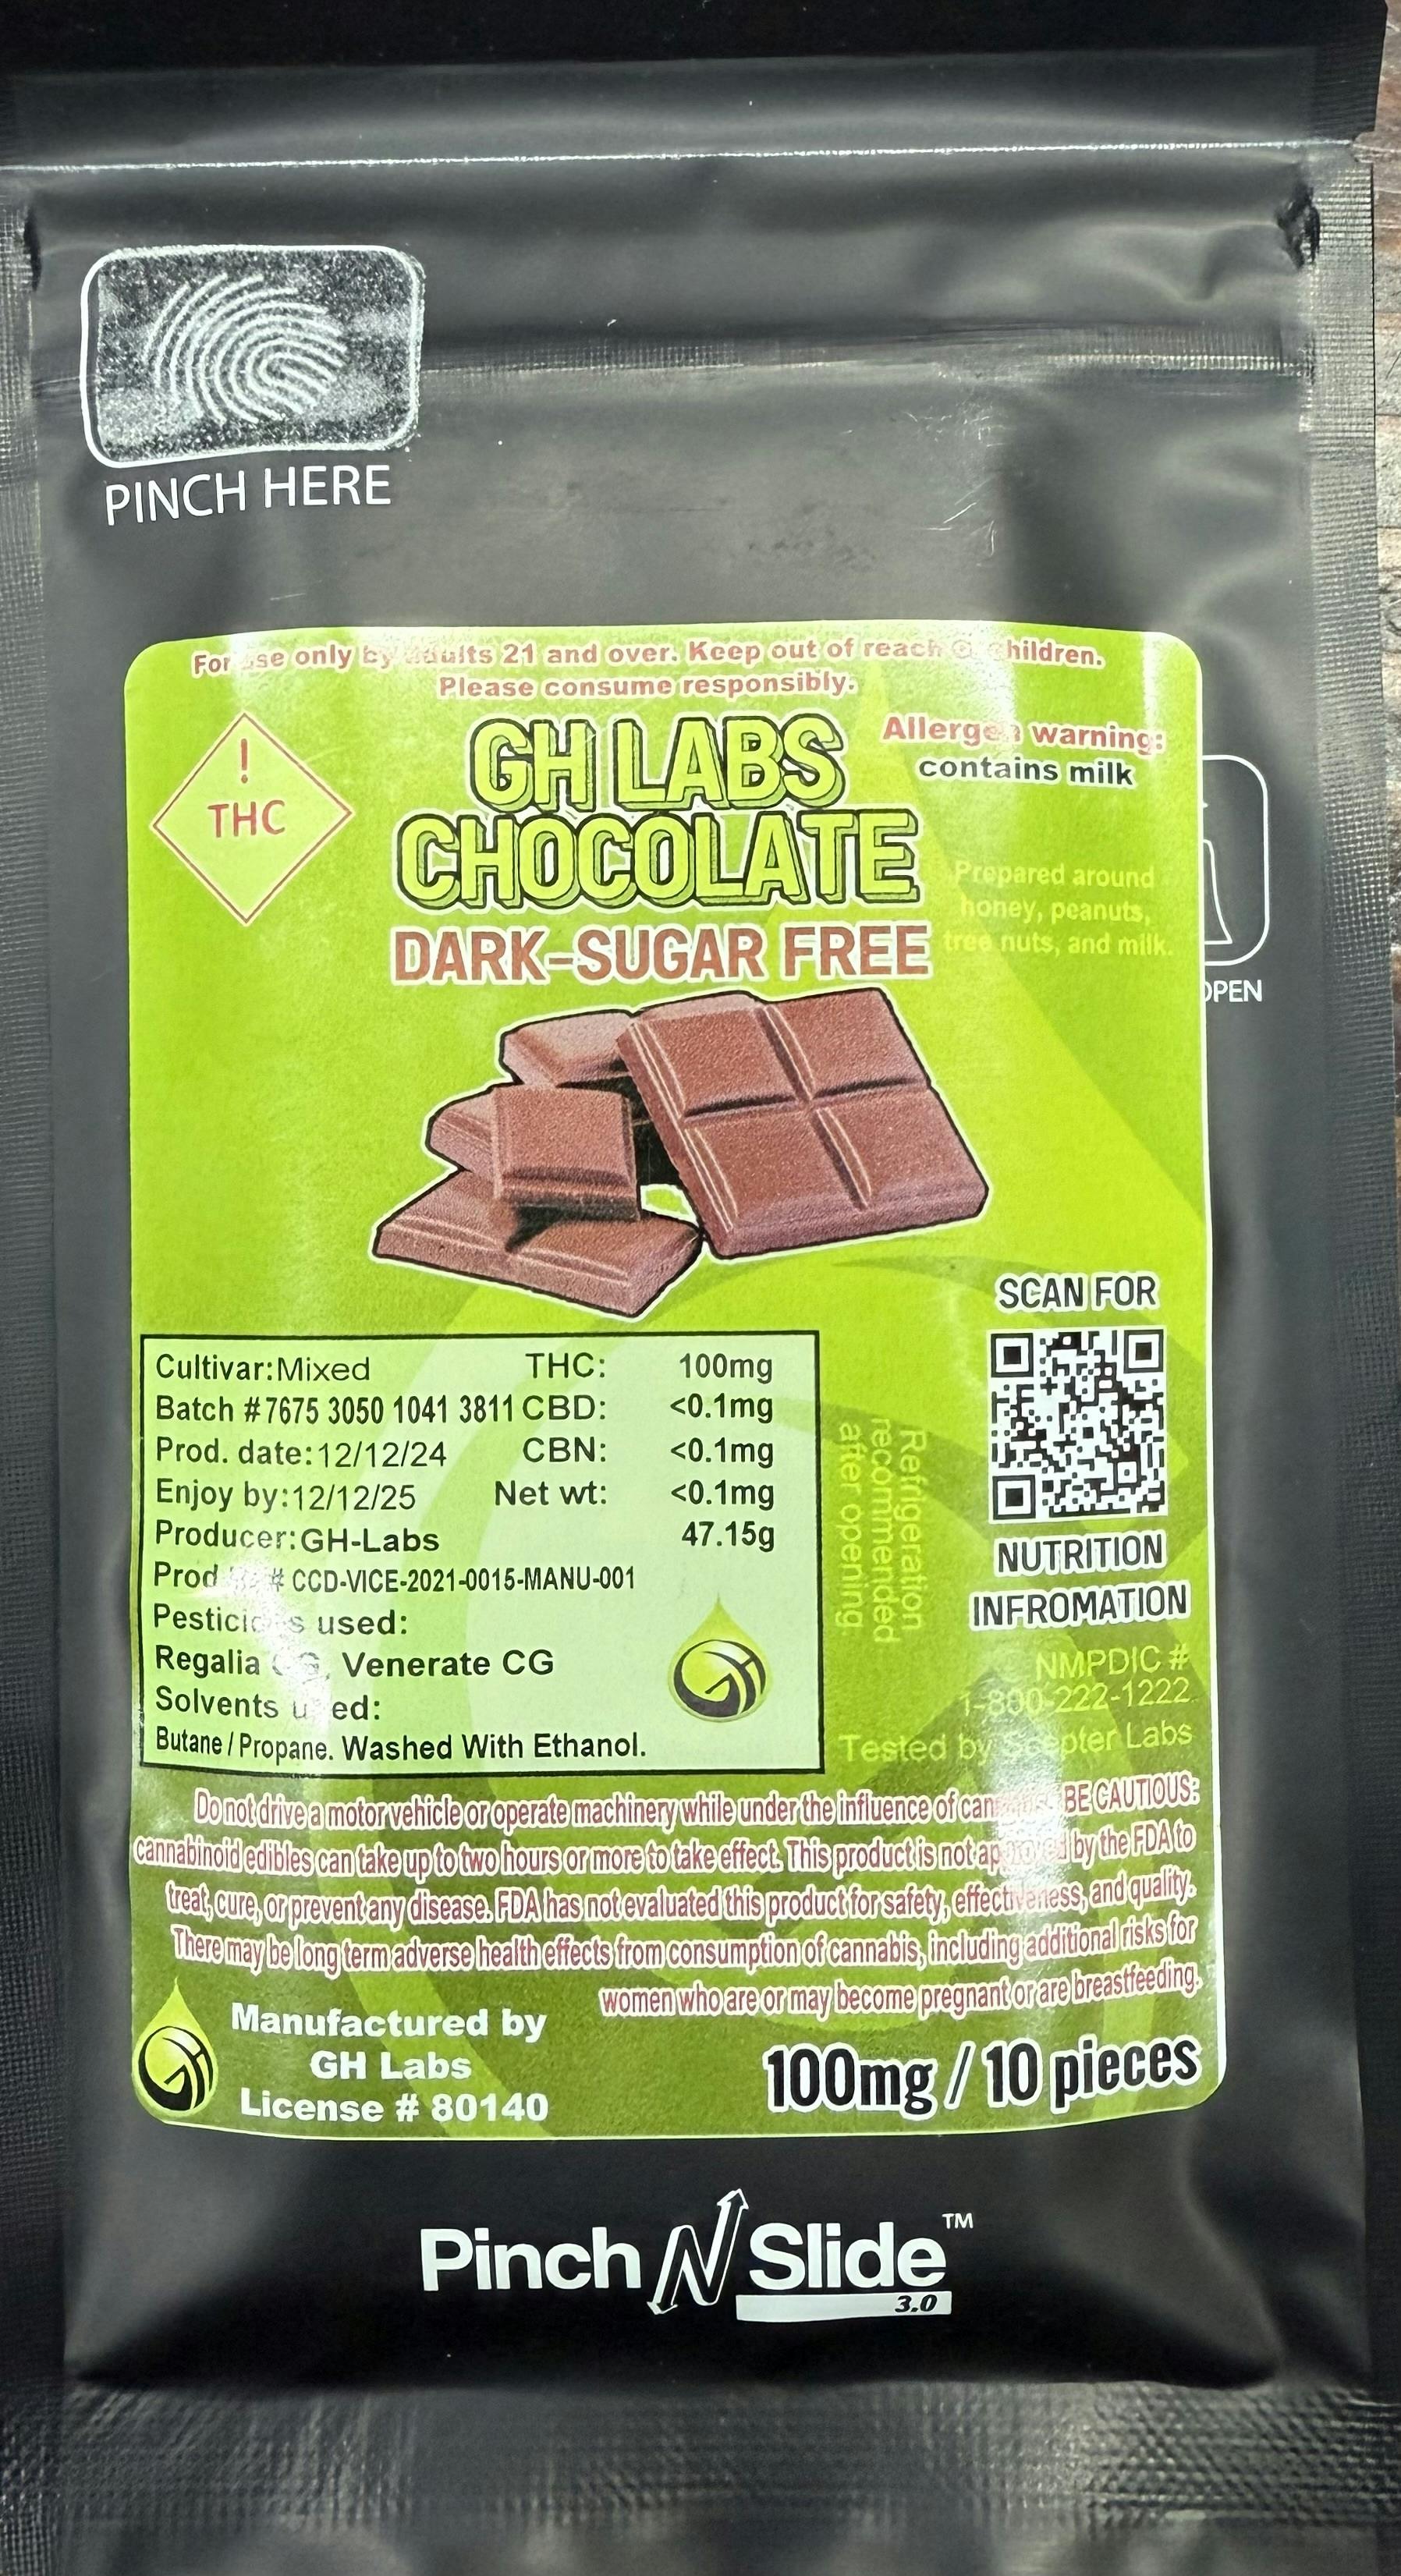 PINCH HERE
For use only by adults 21 and over. Keep out of reach children.
Please consume responsibly.
! THC
GH LABS
CHOCOLATE
DARK-SUGAR FREE
Allergen warning:
contains milk
Prepared around
honey, peanuts,
tree nuts, and milk.
OPEN
SCAN FOR
NUTRITION
INFROMATION
Cultivar: Mixed THC: 100mg
Batch # 7675 3050 1041 3811 CBD: <0.1mg
Prod. date: 12/12/24 CBN: <0.1mg
Enjoy by: 12/12/25 Net wt: <0.1mg
Producer: GH-Labs 47.15g
Prod # CCD-VICE-2021-0015-MANU-001
Pesticides used:
Regalia CG, Venerate CG
Solvents used:
Butane / Propane. Washed With Ethanol.
Refrigeration
recommended
after opening
NMPDIC #
1-800-222-1222
Tested by Scepter Labs
Do not drive a motor vehicle or operate machinery while under the influence of cannabis. BE CAUTIOUS:
cannabinoid edibles can take up to two hours or more to take effect. This product is not approved by the FDA to
treat, cure, or prevent any disease. FDA has not evaluated this product for safety, effectiveness, and quality.
There may be long term adverse health effects from consumption of cannabis, including additional risks for
women who are or may become pregnant or are breastfeeding.
Manufactured by
GH Labs
License # 80140
100mg / 10 pieces
Pinch N Slide™
3.0